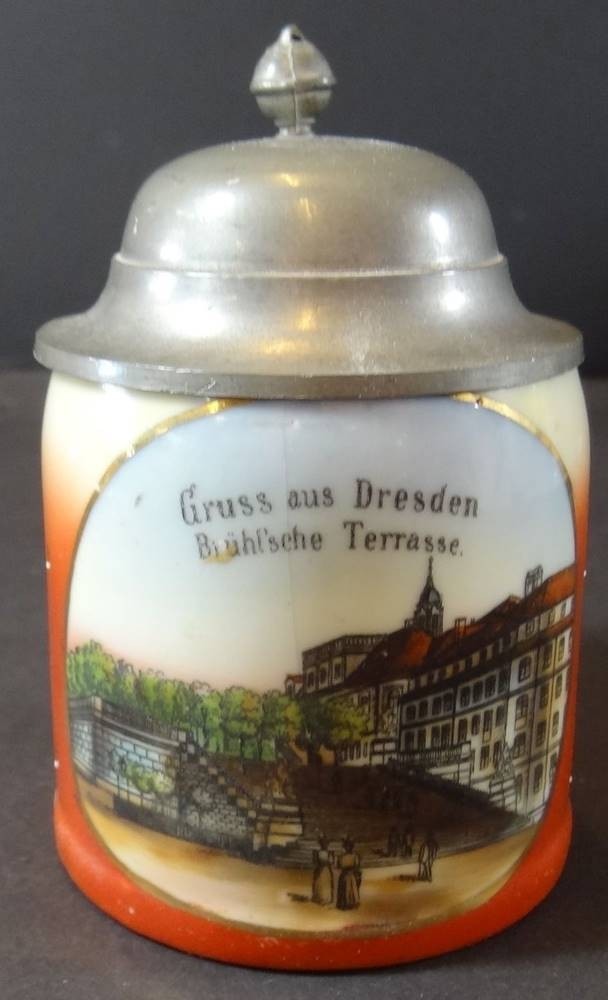 Gruss aus Dresden
Brühl'sche Terrasse.